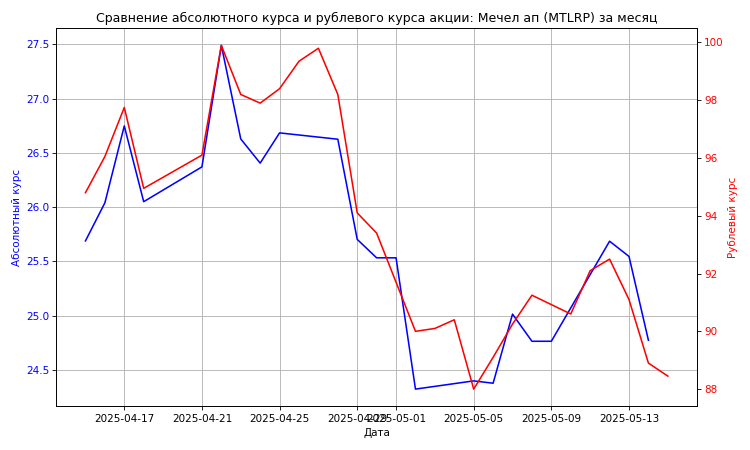 Сравнение абсолютного курса и рублевого курса акции: Мечел ап (MTLRP) за месяц
27.5
27.0
26.5
26.0
25.5
25.0
24.5
Абсолютный курс
100
98
96
94
92
90
88
Рублевый курс
2025-04-17 2025-04-21 2025-04-25 2025-04-29 2025-05-01 2025-05-05 2025-05-09 2025-05-13
Дата